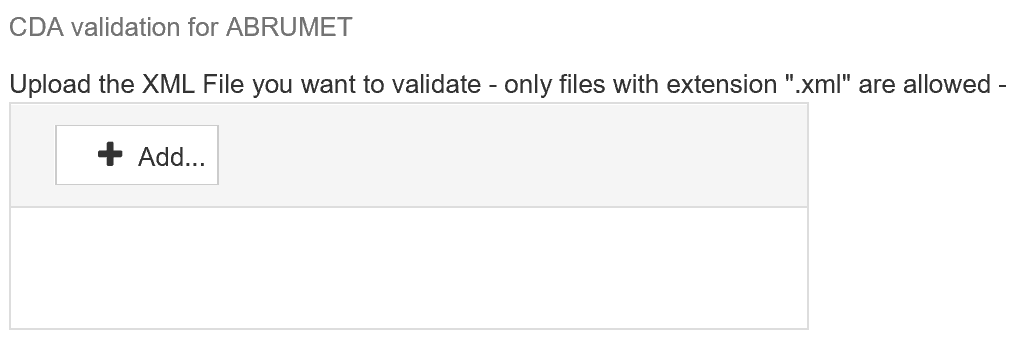 CDA validation for ABRUMET
Upload the XML File you want to validate - only files with extension ".xml" are allowed -
Add...